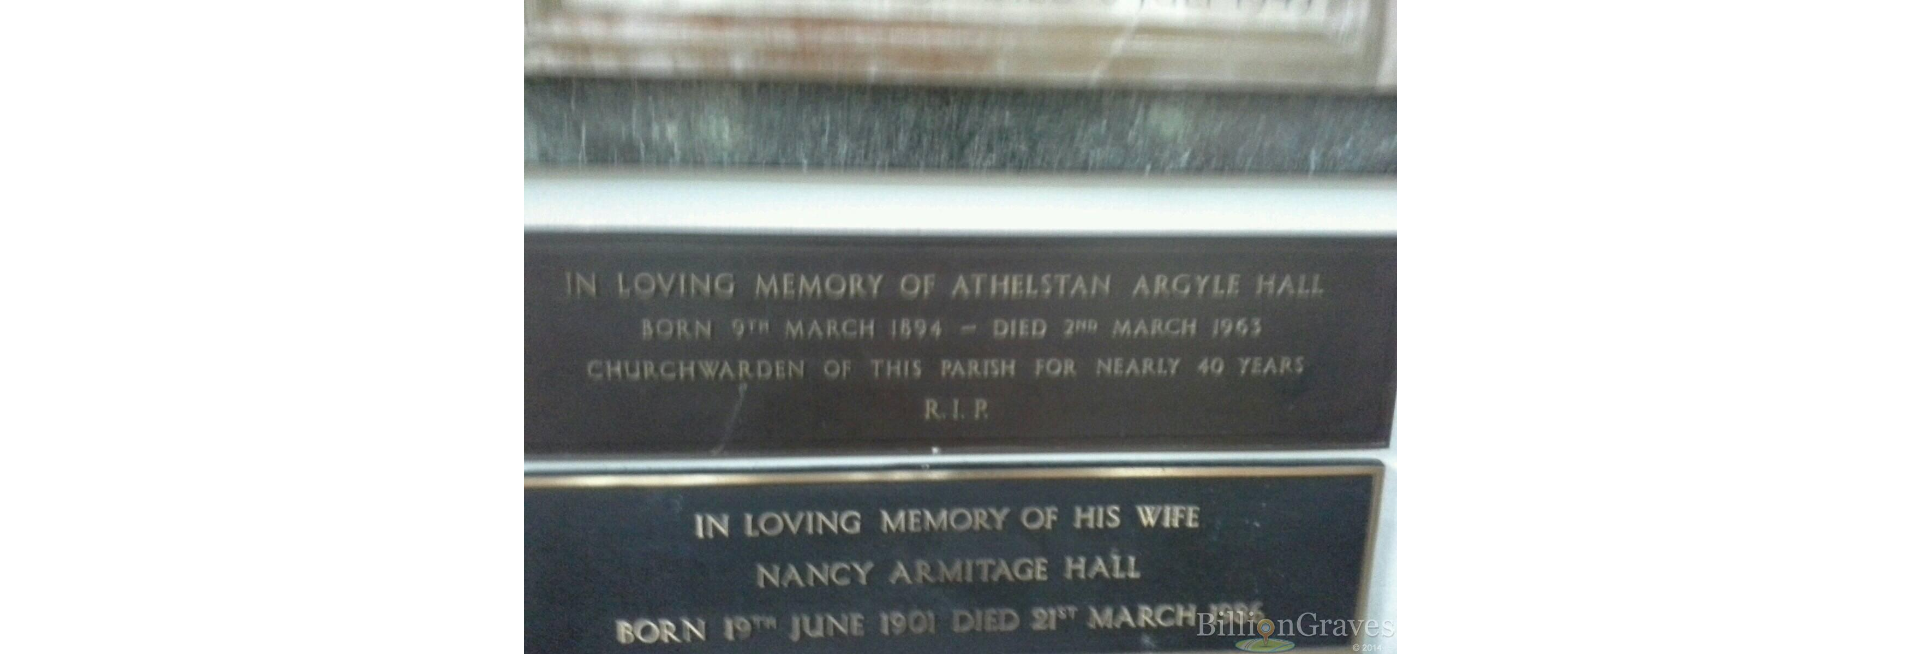 1941
IN LOVING MEMORY OF ATHELSTAN ARGYLE HALL
BORN 9TH MARCH 1894 – DIED 2ND MARCH 1963
CHURCHWARDEN OF THIS PARISH FOR NEARLY 40 YEARS
R.I.P.
IN LOVING MEMORY OF HIS WIFE
NANCY ARMITAGE HALL
BORN 19TH JUNE 1901 DIED 21ST MARCH
BillionGraves
© 2014